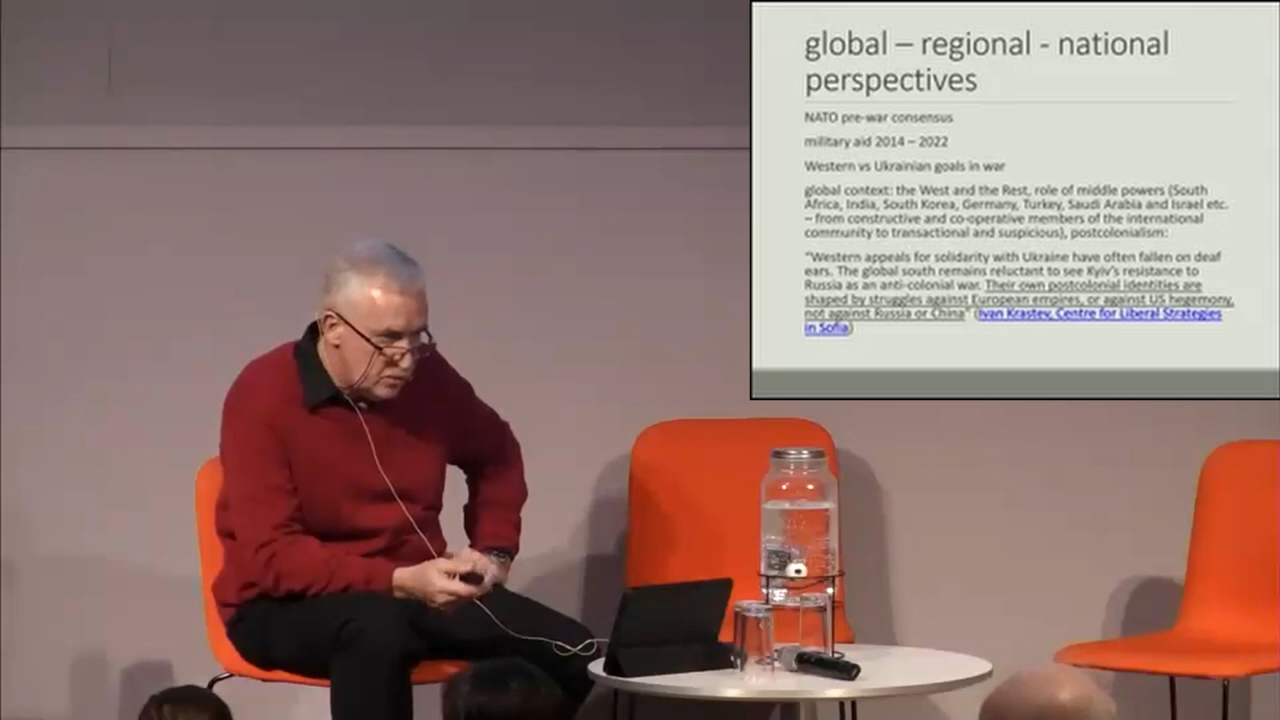 global – regional - national
perspectives
NATO pre-war consensus
military aid 2014 – 2022
Western vs Ukrainian goals in war
global context: the West and the Rest, role of middle powers (South
Africa, India, South Korea, Germany, Turkey, Saudi Arabia and Israel etc.
– from constructive and co-operative members of the international
community to transactional and suspicious), postcolonialism:
"Western appeals for solidarity with Ukraine have often fallen on deaf
ears. The global south remains reluctant to see Kyiv's resistance to
Russia as an anti-colonial war. Their own postcolonial identities are
shaped by struggles against European empires, or against US hegemony,
not against Russia or China" (Ivan Krastev, Centre for Liberal Strategies
in Sofia)